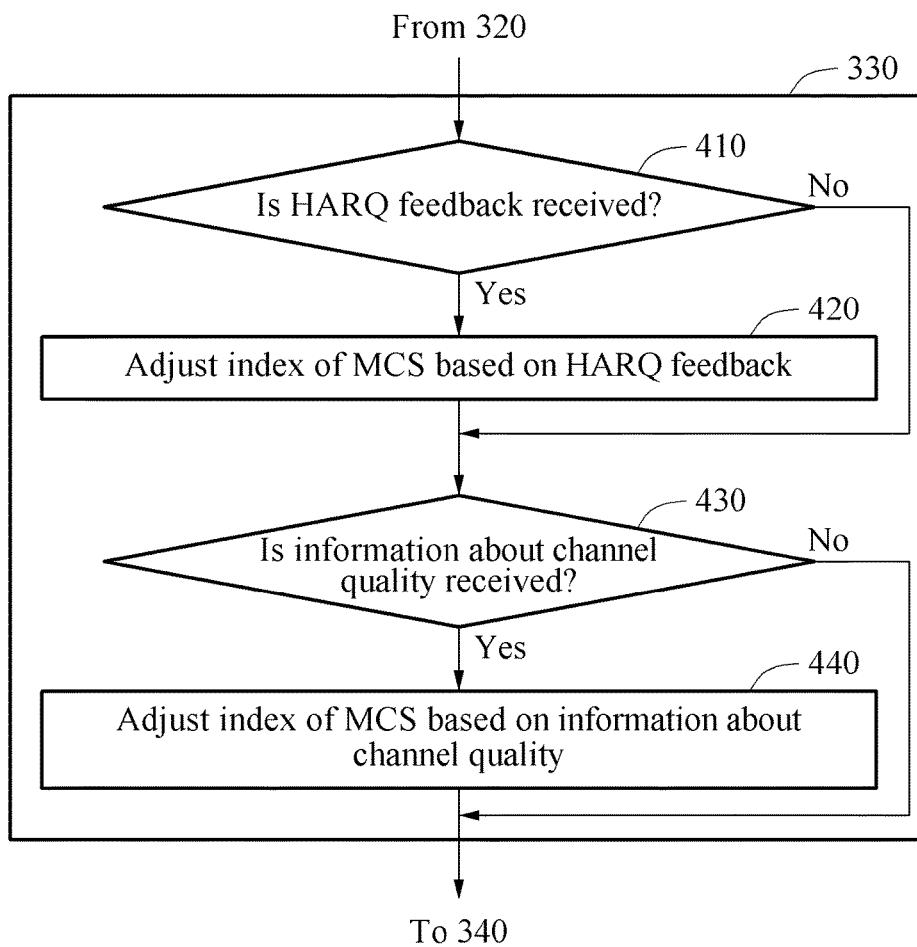 From 320
330
410
Is HARQ feedback received?
No
Yes
420
Adjust index of MCS based on HARQ feedback
430
Is information about channel
quality received?
No
Yes
440
Adjust index of MCS based on information about
channel quality
To 340